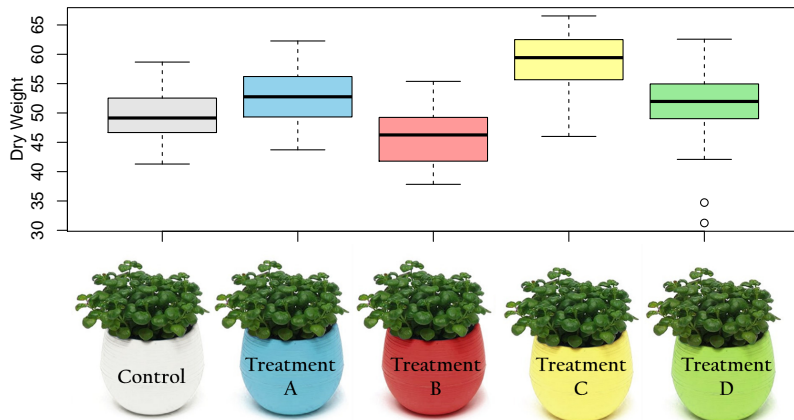 Dry Weight
65
60
55
50
45
40
35
30
Control
Treatment
A
Treatment
B
Treatment
C
Treatment
D